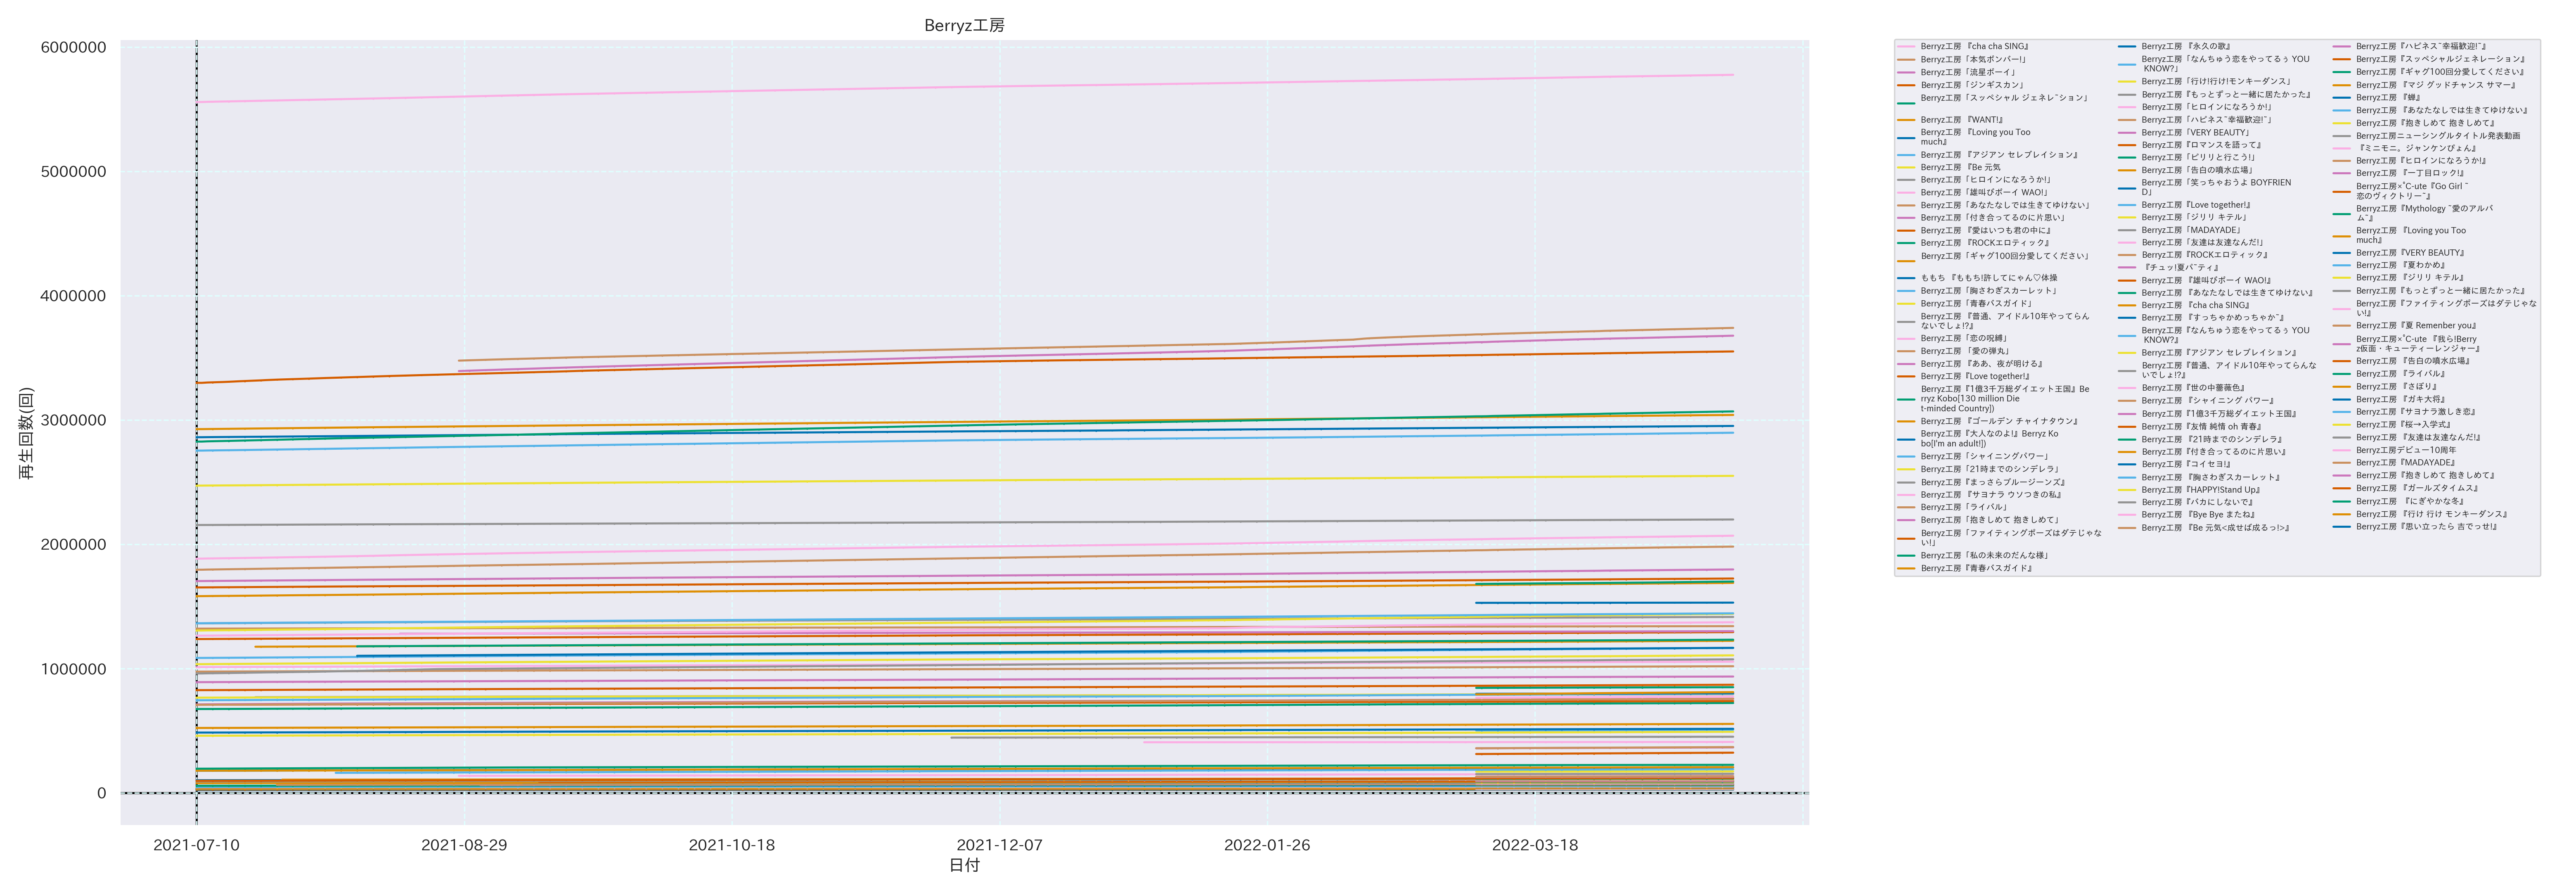 Berryz工房
6000000
5000000
4000000
3000000
2000000
1000000
0
再生回数(回)
2021-07-10
2021-08-29
2021-10-18
2021-12-07
2022-01-26
2022-03-18
日付
Berryz工房 『cha cha SING』
Berryz工房「本気ボンバー!」
Berryz工房「流星ボーイ」
Berryz工房「ジンギスカン」
Berryz工房「スッペシャル ジェネレ~ション」
Berryz工房 『WANT!』
Berryz工房 『Loving you Too
much』
Berryz工房 『アジアン セレブレイション』
Berryz工房 『Be 元気
Berryz工房「ヒロインになろうか!」
Berryz工房 「雄叫びボーイ WAO!」
Berryz工房「あなたなしでは生きてゆけない」
Berryz工房「付き合ってるのに片思い」
Berryz工房 『愛はいつも君の中に』
Berryz工房 『ROCKエロティック』
Berryz工房「ギャグ100回分愛してください」
ももち 『ももち!許してにゃん♡体操
Berryz工房「胸さわぎスカーレット」
Berryz工房「青春バスガイド」
Berryz工房 『普通、アイドル10年やってらん
ないでしょ!?』
Berryz工房「恋の呪縛」
Berryz工房 「愛の弾丸」
Berryz工房 『ああ、夜が明ける』
Berryz工房『Love together!』
Berryz工房『1億3千万総ダイエット王国』Be
rryz Kobo[130 million Die
t-minded Country])
Berryz工房 『ゴールデン チャイナタウン』
Berryz工房『大人なのよ!』Berryz Ko
bo[I'm an adult!])
Berryz工房「シャイニングパワー」
Berryz工房「21時までのシンデレラ」
Berryz工房『まっさらブルージーンズ』
Berryz工房 『サヨナラ ウソつきの私』
Berryz工房「ライバル」
Berryz工房「抱きしめて 抱きしめて」
Berryz工房「ファイティングポーズはダテじゃな
い!」
Berryz工房「私の未来のだんな様」
Berryz工房『青春バスガイド』
Berryz工房 『永久の歌』
Berryz工房「なんちゅう恋をやってるぅ YOU
KNOW?」
Berryz工房「行け!行け!モンキーダンス」
Berryz工房『もっとずっと一緒に居たかった』
Berryz工房「ヒロインになろうか!」
Berryz工房「ハピネス~幸福歓迎!~」
Berryz工房「VERY BEAUTY」
Berryz工房『ロマンスを語って』
Berryz工房「ピリリと行こう!」
Berryz工房「告白の噴水広場」
Berryz工房「笑っちゃおうよ BOYFRIEN
D」
Berryz工房『Love together!』
Berryz工房「ジリリ キテル」
Berryz工房「MADAYADE」
Berryz工房「友達は友達なんだ!」
Berryz工房『ROCKエロティック』
『チュッ!夏パ~ティ』
Berryz工房 『雄叫びボーイ WAO!』
Berryz工房『あなたなしでは生きてゆけない』
Berryz工房『cha cha SING』
Berryz工房『すっちゃかめっちゃか~』
Berryz工房『なんちゅう恋をやってるぅ YOU
KNOW?』
Berryz工房『アジアン セレブレイション』
Berryz工房『普通、アイドル10年やってらんな
いでしょ!?』
Berryz工房『世の中薔薇色』
Berryz工房『シャイニング パワー』
Berryz工房『1億3千万総ダイエット王国』
Berryz工房『友情 純情 oh 青春』
Berryz工房『21時までのシンデレラ』
Berryz工房『付き合ってるのに片思い』
Berryz工房『コイセヨ!』
Berryz工房 『胸さわぎスカーレット』
Berryz工房『HAPPY!Stand Up』
Berryz工房『バカにしないで』
Berryz工房『Bye Bye またね』
Berryz工房 『Be 元気<成せば成るっ!>』
Berryz工房『ハピネス~幸福歓迎!~』
Berryz工房『スッペシャルジェネレーション』
Berryz工房『ギャグ100回分愛してください』
Berryz工房『マジ グッドチャンス サマー』
Berryz工房 『蝉』
Berryz工房 『あなたなしでは生きてゆけない』
Berryz工房『抱きしめて 抱きしめて』
Berryz工房ニューシングルタイトル発表動画
『ミニモニ。ジャンケンぴょん』
Berryz工房『ヒロインになろうか!』
Berryz工房『一丁目ロック!』
Berryz工房×℃-ute『Go Girl ~
恋のヴィクトリー~』
Berryz工房『Mythology ~愛のアルバ
ム~』
Berryz工房 『Loving you Too
much』
Berryz工房『VERY BEAUTY』
Berryz工房『夏わかめ』
Berryz工房 『ジリリ キテル』
Berryz工房『もっとずっと一緒に居たかった』
Berryz工房『ファイティングポーズはダテじゃな
い!』
Berryz工房『夏 Remenber you』
Berryz工房×℃-ute 『我ら!Berry
z仮面・キューティーレンジャー』
Berryz工房 『告白の噴水広場』
Berryz工房 『ライバル』
Berryz工房 『さぼり』
Berryz工房『ガキ大将』
Berryz工房『サヨナラ激しき恋』
Berryz工房『桜→入学式』
Berryz工房『友達は友達なんだ!』
Berryz工房デビュー10周年
Berryz工房『MADAYADE』
Berryz工房『抱きしめて 抱きしめて』
Berryz工房『ガールズタイムス』
Berryz工房 『にぎやかな冬』
Berryz工房 『行け 行け モンキーダンス』
Berryz工房『思い立ったら 吉でっせ!』